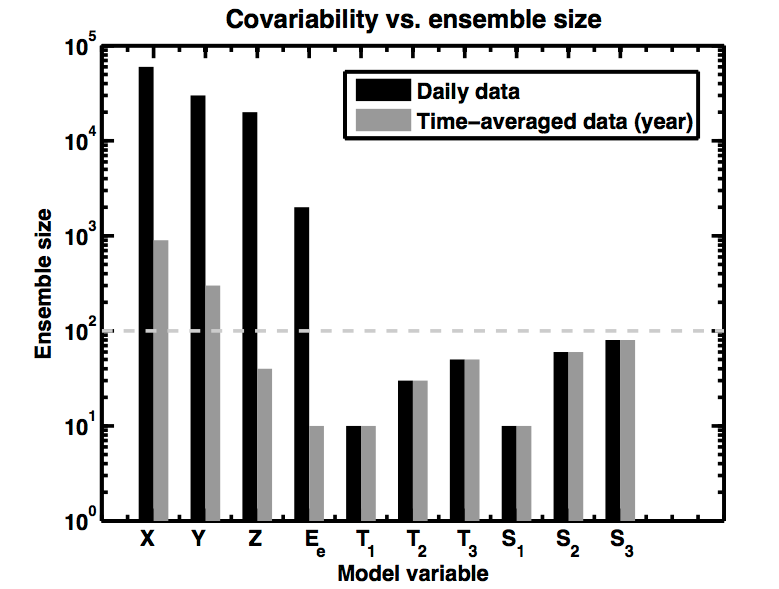 Covariability vs. ensemble size
Daily data
Time−averaged data (year)
Ensemble size
10^5
10^4
10^3
10^2
10^1
10^0
X Y Z E_e T_1 T_2 T_3 S_1 S_2 S_3
Model variable